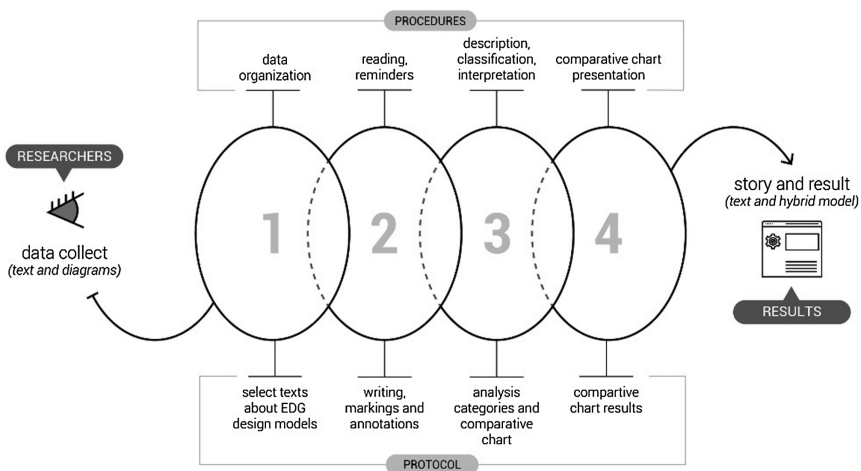 PROCEDURES
data
organization
reading,
reminders
description,
classification,
interpretation
comparative chart
presentation
RESEARCHERS
data collect
(text and diagrams)
1
2
3
4
story and result
(text and hybrid model)
RESULTS
select texts
about EDG
design models
writing,
markings and
annotations
analysis
categories and
comparative
chart
compartive
chart results
PROTOCOL